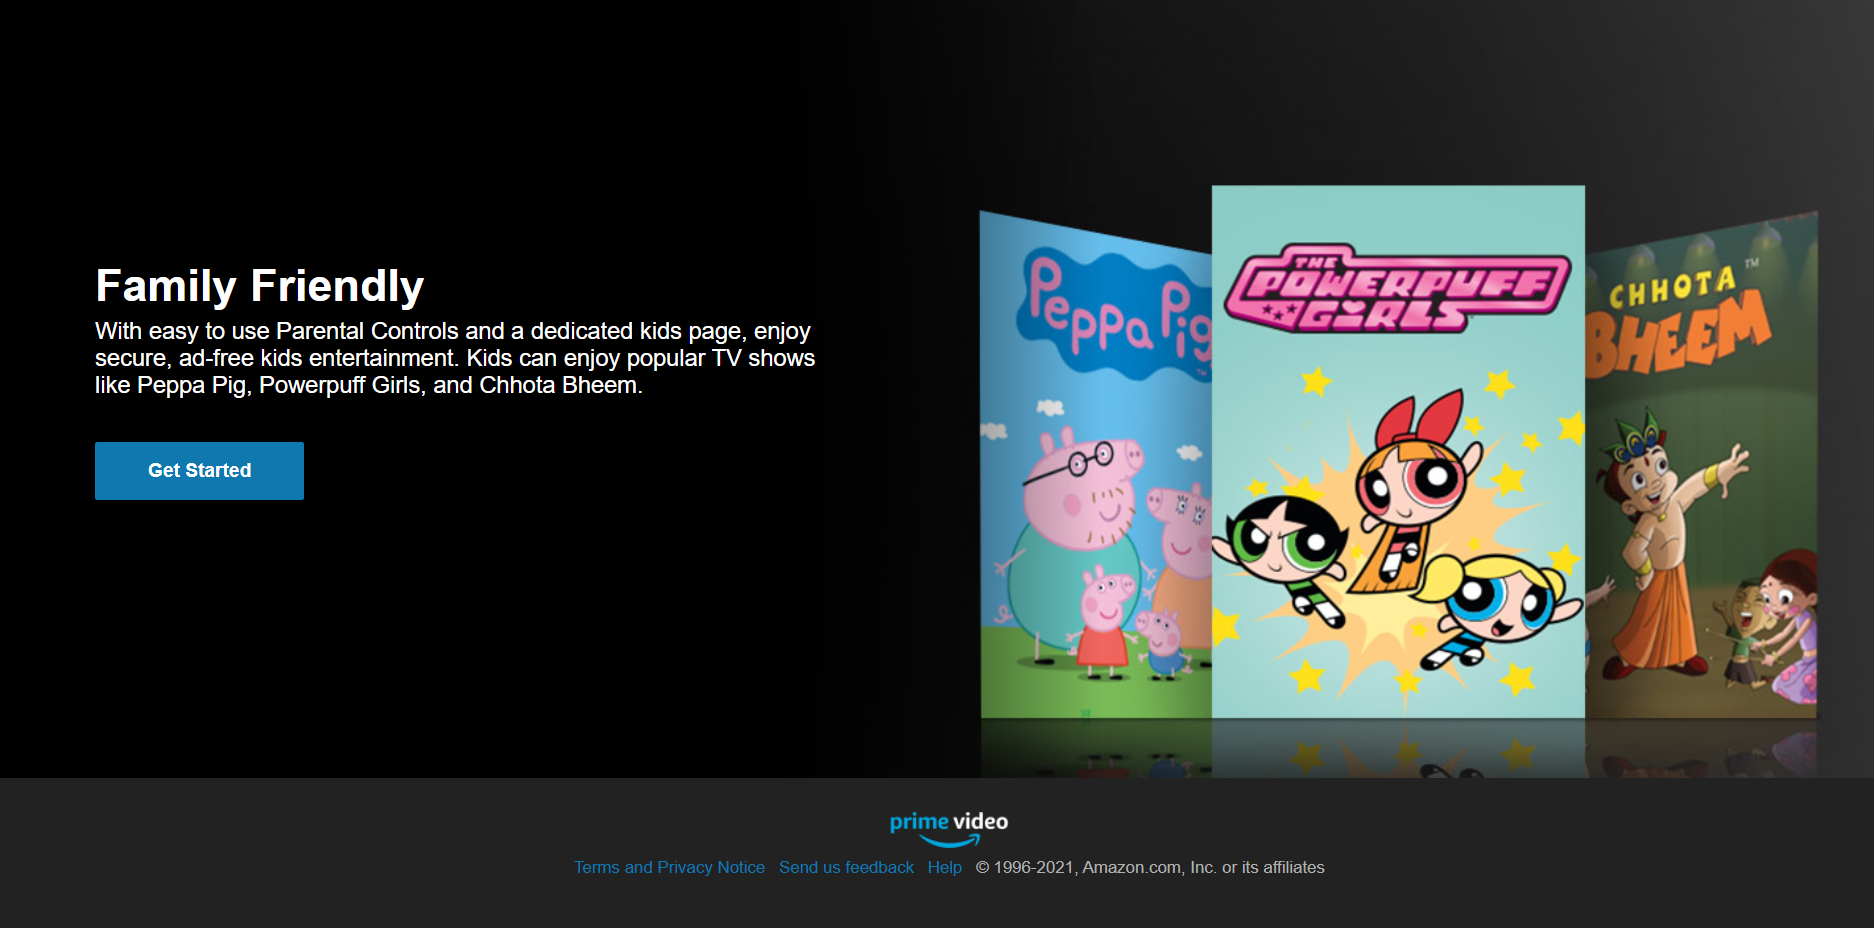 Family Friendly
With easy to use Parental Controls and a dedicated kids page, enjoy
secure, ad-free kids entertainment. Kids can enjoy popular TV shows
like Peppa Pig, Powerpuff Girls, and Chhota Bheem.
Get Started
Peppa Pig
THE
POWERPUFF
GIRLS
CHHOTA™
BHEEM
prime video
Terms and Privacy Notice Send us feedback Help © 1996-2021, Amazon.com, Inc. or its affiliates